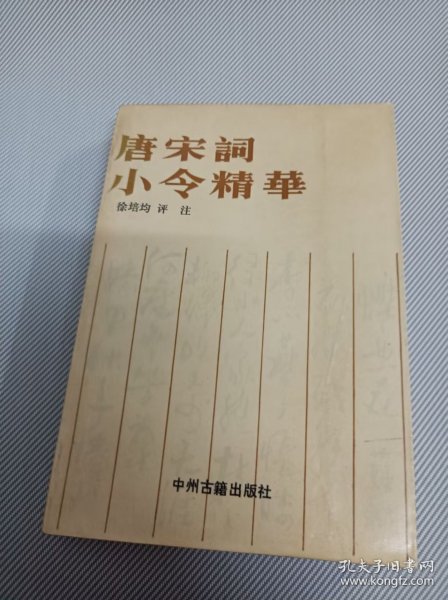 唐宋詞
小令精華
徐培均 评 注
中州古籍出版社
孔夫子旧书网
www.kongfz.com